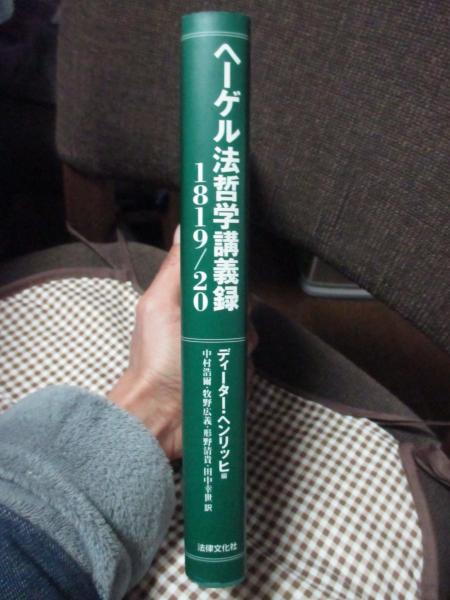 ヘーゲル法哲学講義録
1819/20
ディーター・ヘンリッヒ編
中村浩爾・牧野広義・形野清貴・田中幸世訳
法律文化社